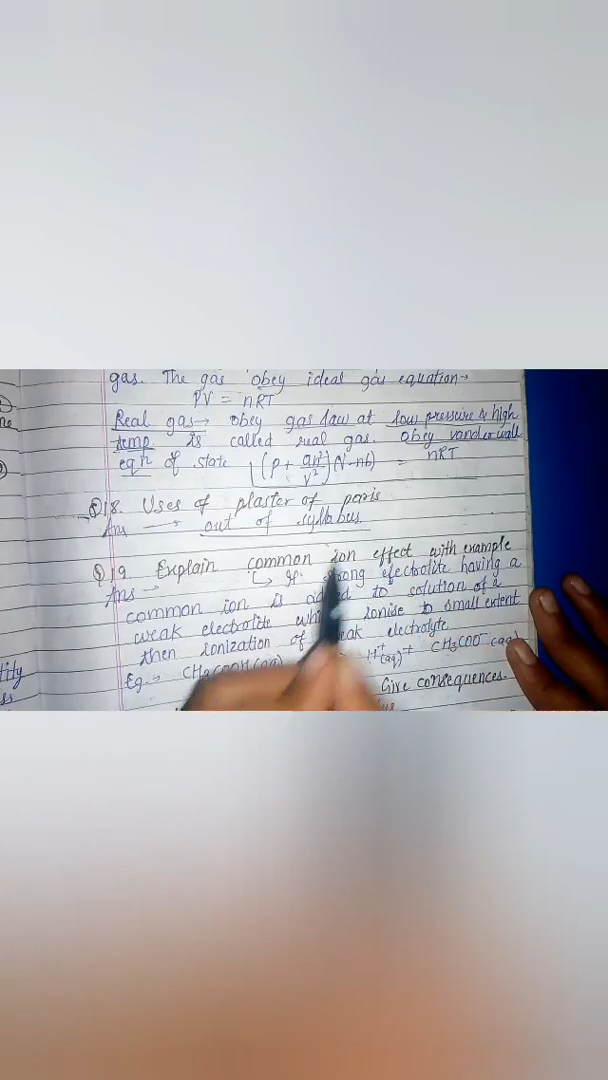 gas. The gas obey ideal gas equation→
PV = nRT
Real gas→ obey gas law at low pressure & high
temp is called real gas. obey vanderwall
eqn of state (P + an²/v²)(V-nb) = nRT
Q18. Uses of plaster of paris
Ans → out of syllabus.
Q19. Explain common ion effect with example
Ans → If strong electrolite having a
common ion is to solution of a
weak electrolite ionise to small extent
then ionization of weak electrolyte
Eg.→ CH₃COOH (aq) H⁺(aq) + CH₃COO⁻ (aq)
Give consequences.